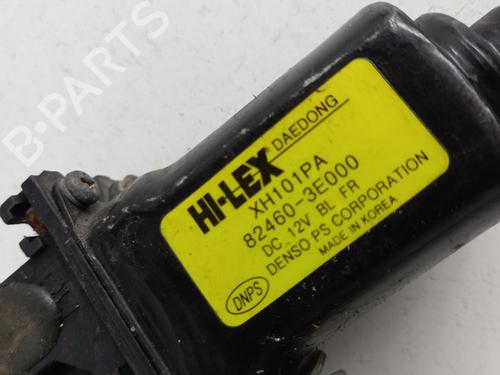 HI-LEX DAEDONG
XH101PA
82460-3E000
DC 12V BL FR
DENSO PS CORPORATION
MADE IN KOREA
DNPS
B-PARTS